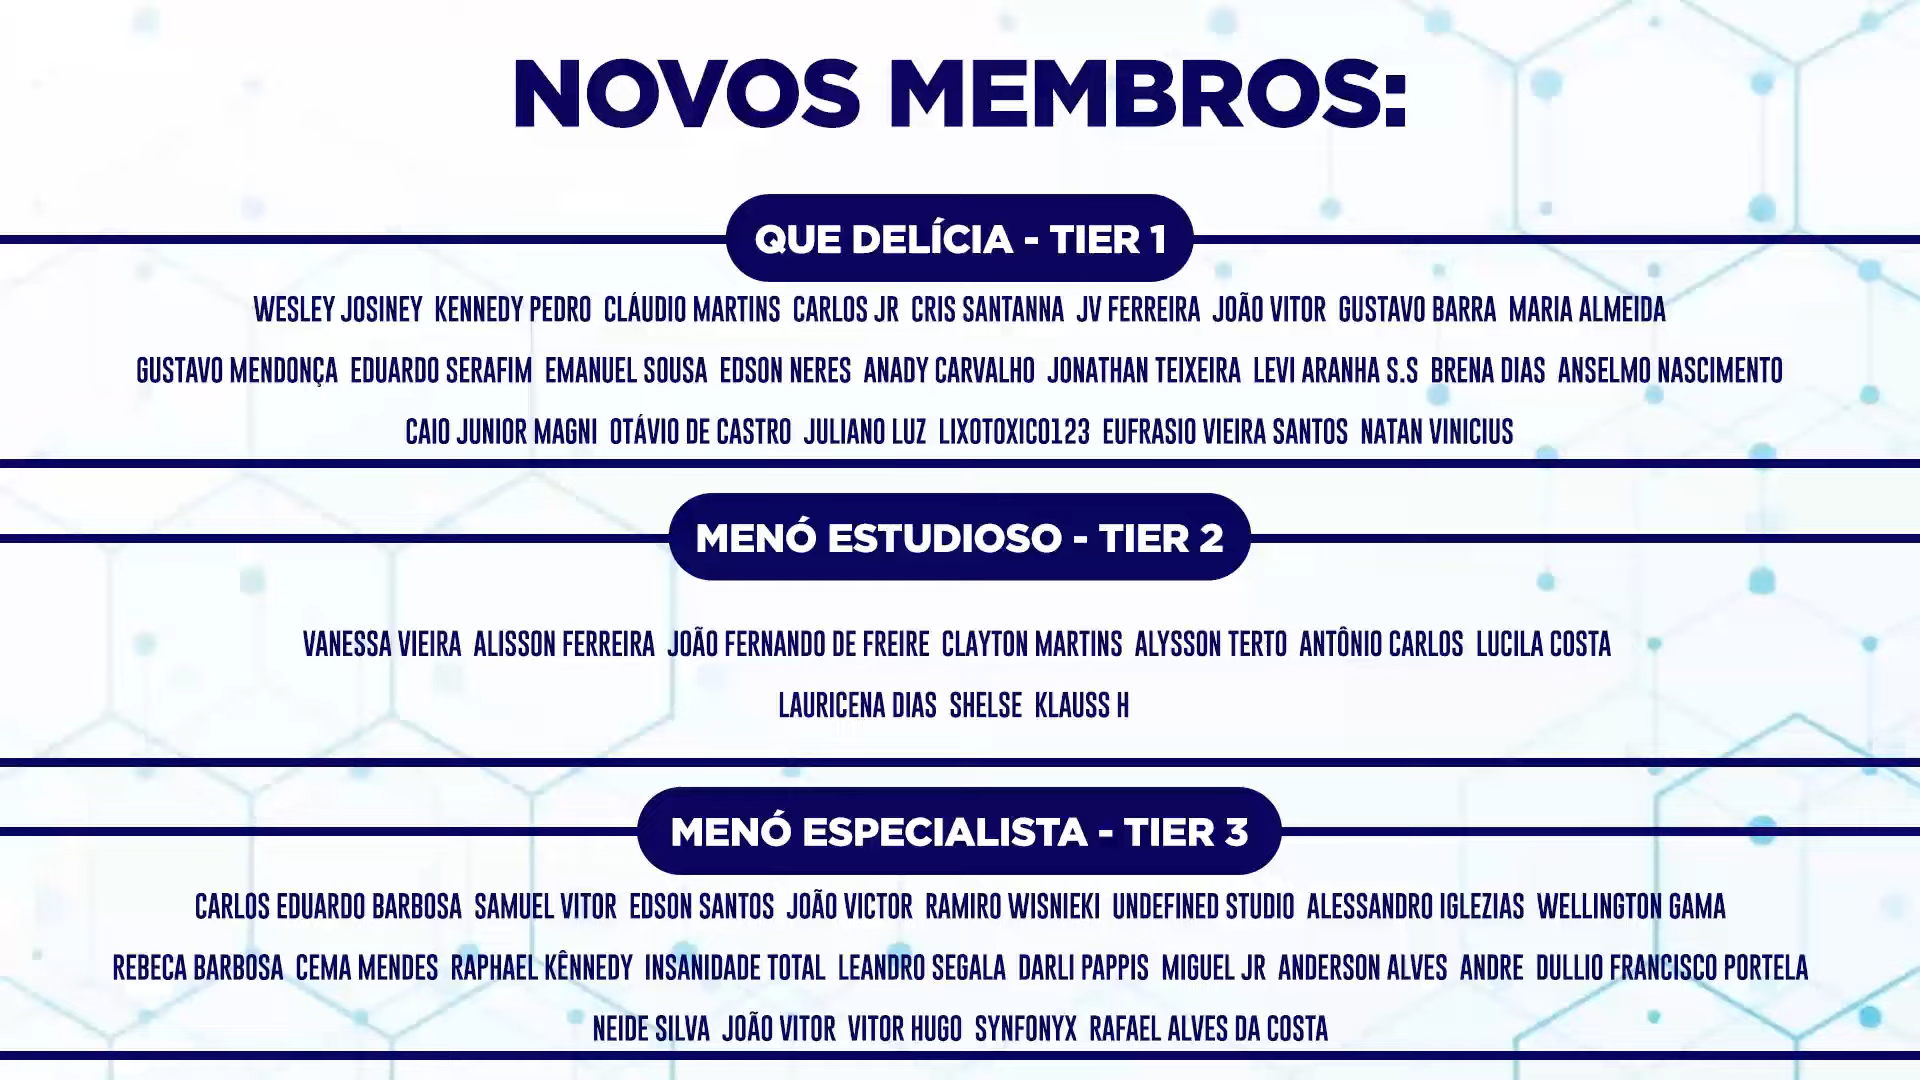 NOVOS MEMBROS:
QUE DELÍCIA - TIER 1
WESLEY JOSINEY KENNEDY PEDRO CLÁUDIO MARTINS CARLOS JR CRIS SANTANNA JV FERREIRA JOÃO VITOR GUSTAVO BARRA MARIA ALMEIDA
GUSTAVO MENDONÇA EDUARDO SERAFIM EMANUEL SOUSA EDSON NERES ANADY CARVALHO JONATHAN TEIXEIRA LEVI ARANHA S.S BRENA DIAS ANSELMO NASCIMENTO
CAIO JUNIOR MAGNI OTÁVIO DE CASTRO JULIANO LUZ LIXOTOXICO123 EUFRASIO VIEIRA SANTOS NATAN VINICIUS
MENÓ ESTUDIOSO - TIER 2
VANESSA VIEIRA ALISSON FERREIRA JOÃO FERNANDO DE FREIRE CLAYTON MARTINS ALYSSON TERTO ANTÔNIO CARLOS LUCILA COSTA
LAURICENA DIAS SHELSE KLAUSS H
MENÓ ESPECIALISTA - TIER 3
CARLOS EDUARDO BARBOSA SAMUEL VITOR EDSON SANTOS JOÃO VICTOR RAMIRO WISNIEKI UNDEFINED STUDIO ALESSANDRO IGLEZIAS WELLINGTON GAMA
REBECA BARBOSA CEMA MENDES RAPHAEL KÊNNEDY INSANIDADE TOTAL LEANDRO SEGALA DARLI PAPPIS MIGUEL JR ANDERSON ALVES ANDRE DULLIO FRANCISCO PORTELA
NEIDE SILVA JOÃO VITOR VITOR HUGO SYNFONYX RAFAEL ALVES DA COSTA